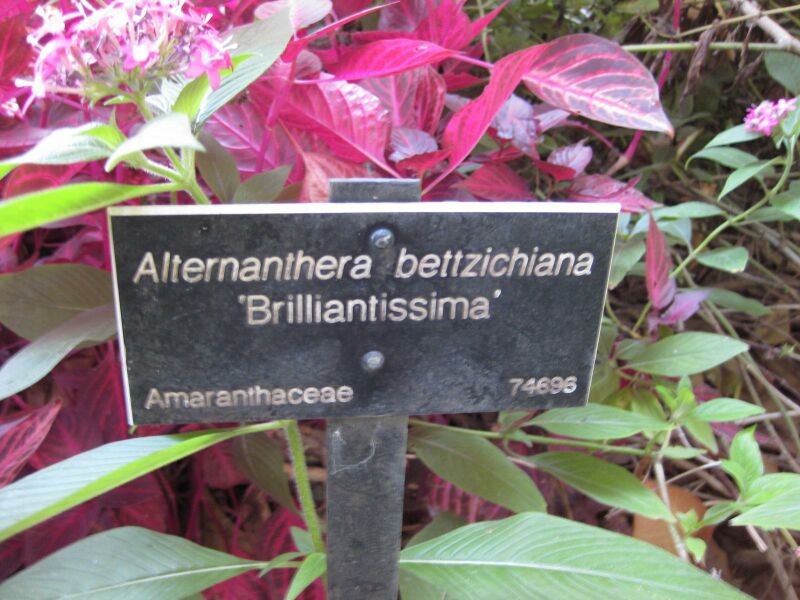 Alternanthera bettzichiana
'Brilliantissima'
Amaranthaceae 74696